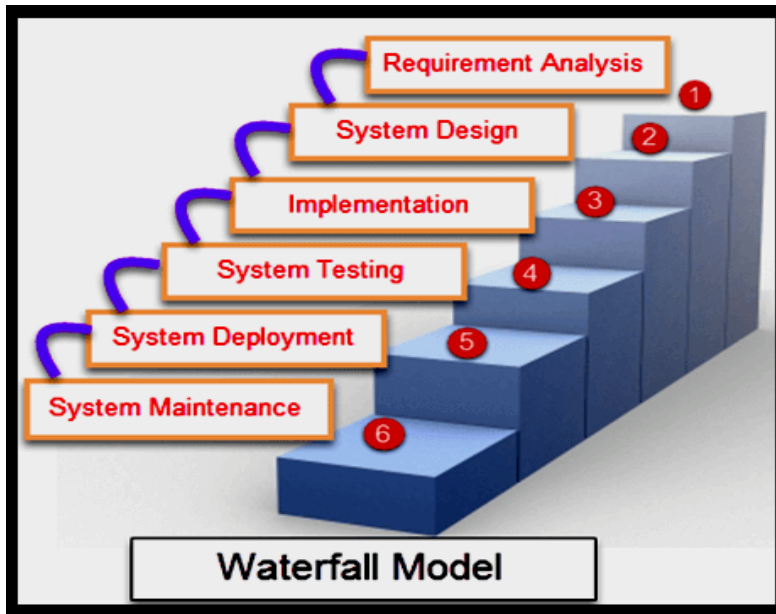 Requirement Analysis
1
System Design
2
Implementation
3
System Testing
4
System Deployment
5
System Maintenance
6
Waterfall Model